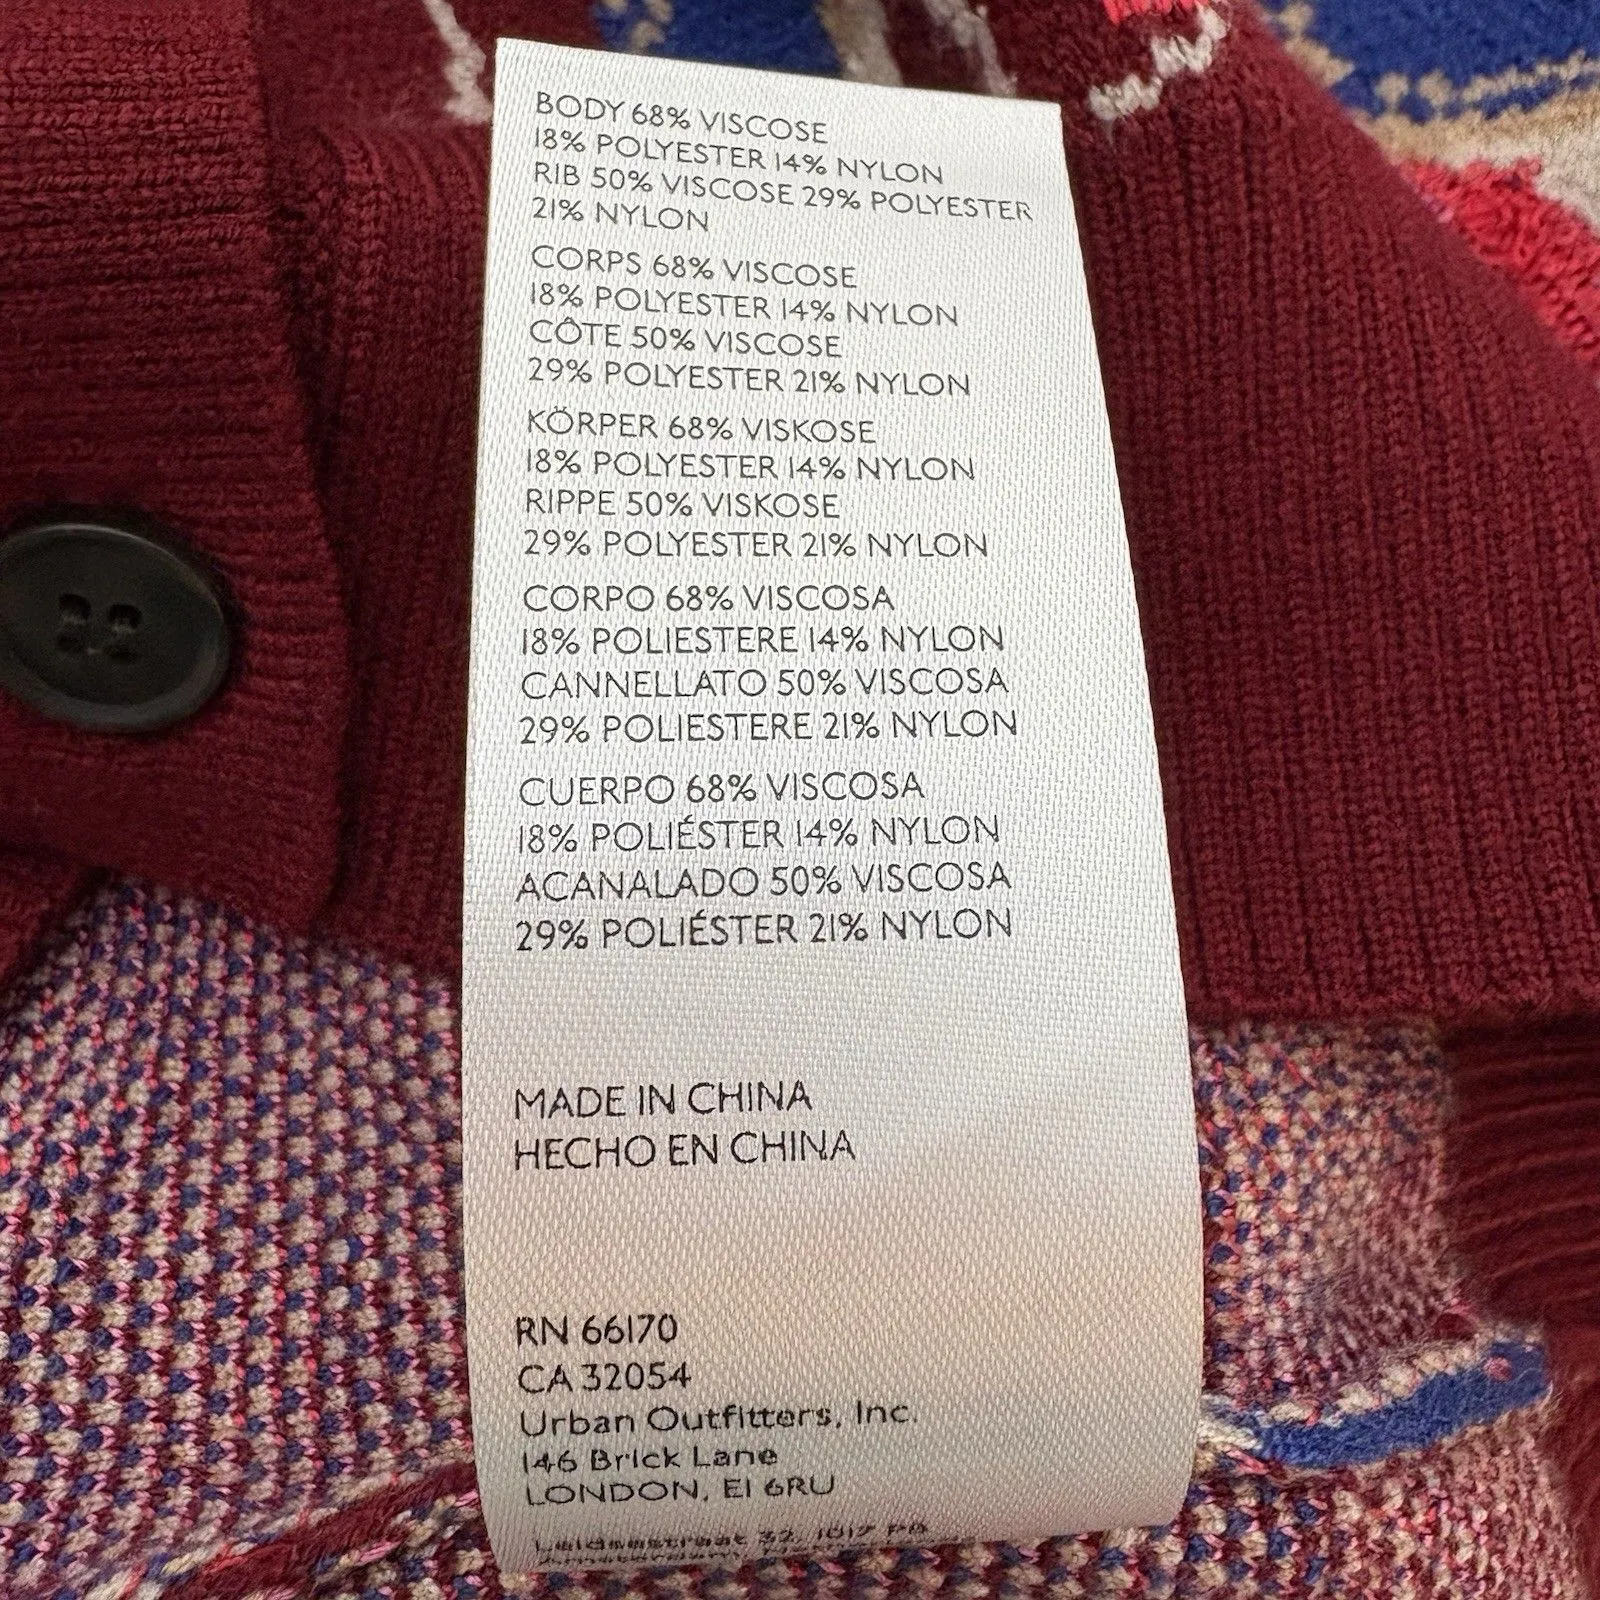 BODY 68% VISCOSE
18% POLYESTER 14% NYLON
RIB 50% VISCOSE 29% POLYESTER
21% NYLON
CORPS 68% VISCOSE
18% POLYESTER 14% NYLON
CÔTE 50% VISCOSE
29% POLYESTER 21% NYLON
KÖRPER 68% VISKOSE
18% POLYESTER 14% NYLON
RIPPE 50% VISKOSE
29% POLYESTER 21% NYLON
CORPO 68% VISCOSA
18% POLIESTERE 14% NYLON
CANNELLATO 50% VISCOSA
29% POLIESTERE 21% NYLON
CUERPO 68% VISCOSA
18% POLIÉSTER 14% NYLON
ACANALADO 50% VISCOSA
29% POLIÉSTER 21% NYLON
MADE IN CHINA
HECHO EN CHINA
RN 66170
CA 32054
Urban Outfitters, Inc.
146 Brick Lane
LONDON, E1 6RU
32, 1017